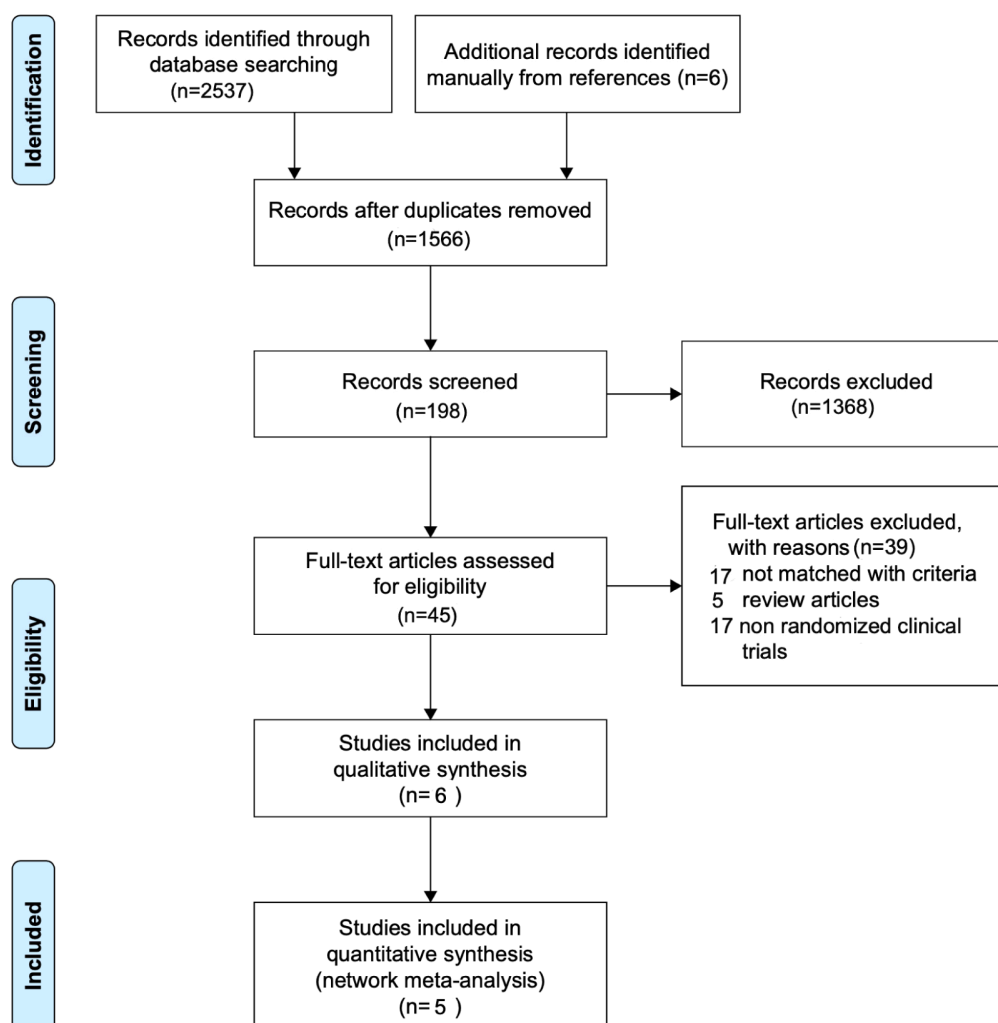 Identification
Records identified through
database searching
(n=2537)
Additional records identified
manually from references (n=6)
Records after duplicates removed
(n=1566)
Screening
Records screened
(n=198)
Records excluded
(n=1368)
Eligibility
Full-text articles assessed
for eligibility
(n=45)
Full-text articles excluded,
with reasons (n=39)
17 not matched with criteria
5 review articles
17 non randomized clinical
trials
Studies included in
qualitative synthesis
(n= 6 )
Included
Studies included in
quantitative synthesis
(network meta-analysis)
(n= 5 )